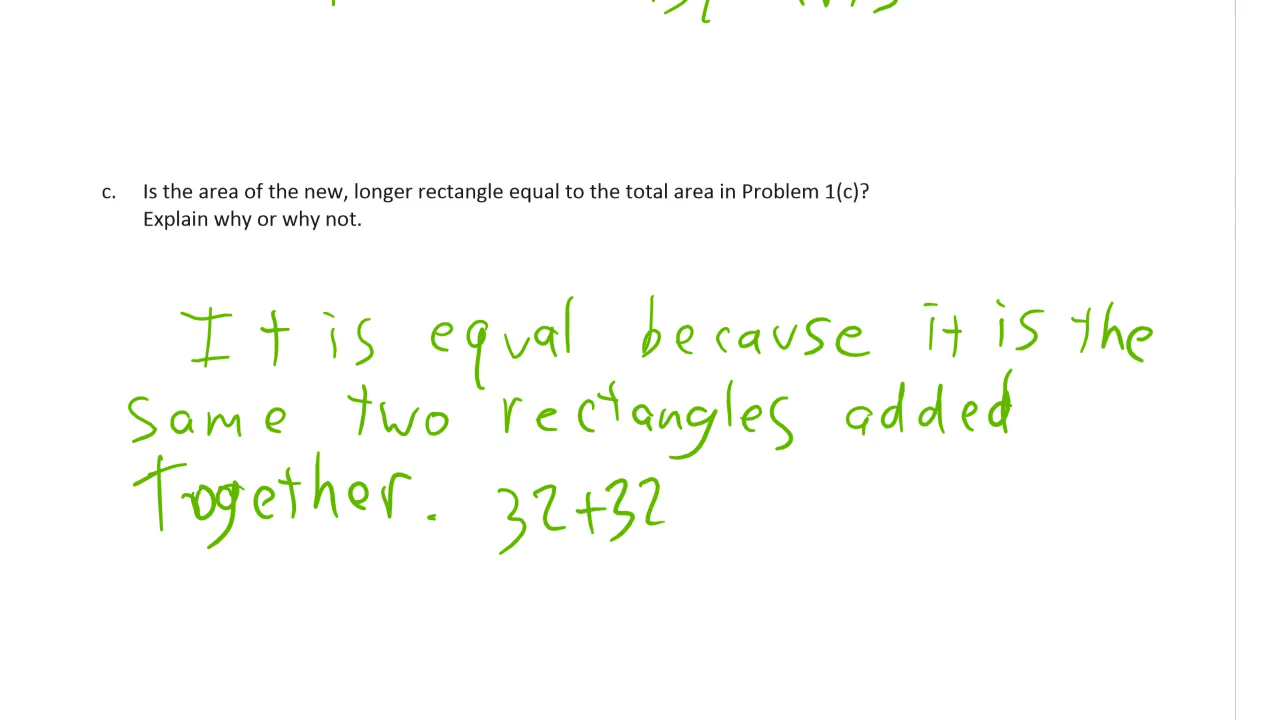 c. Is the area of the new, longer rectangle equal to the total area in Problem 1(c)?
Explain why or why not.
It is equal because it is the
same two rectangles added
Together. 32+32